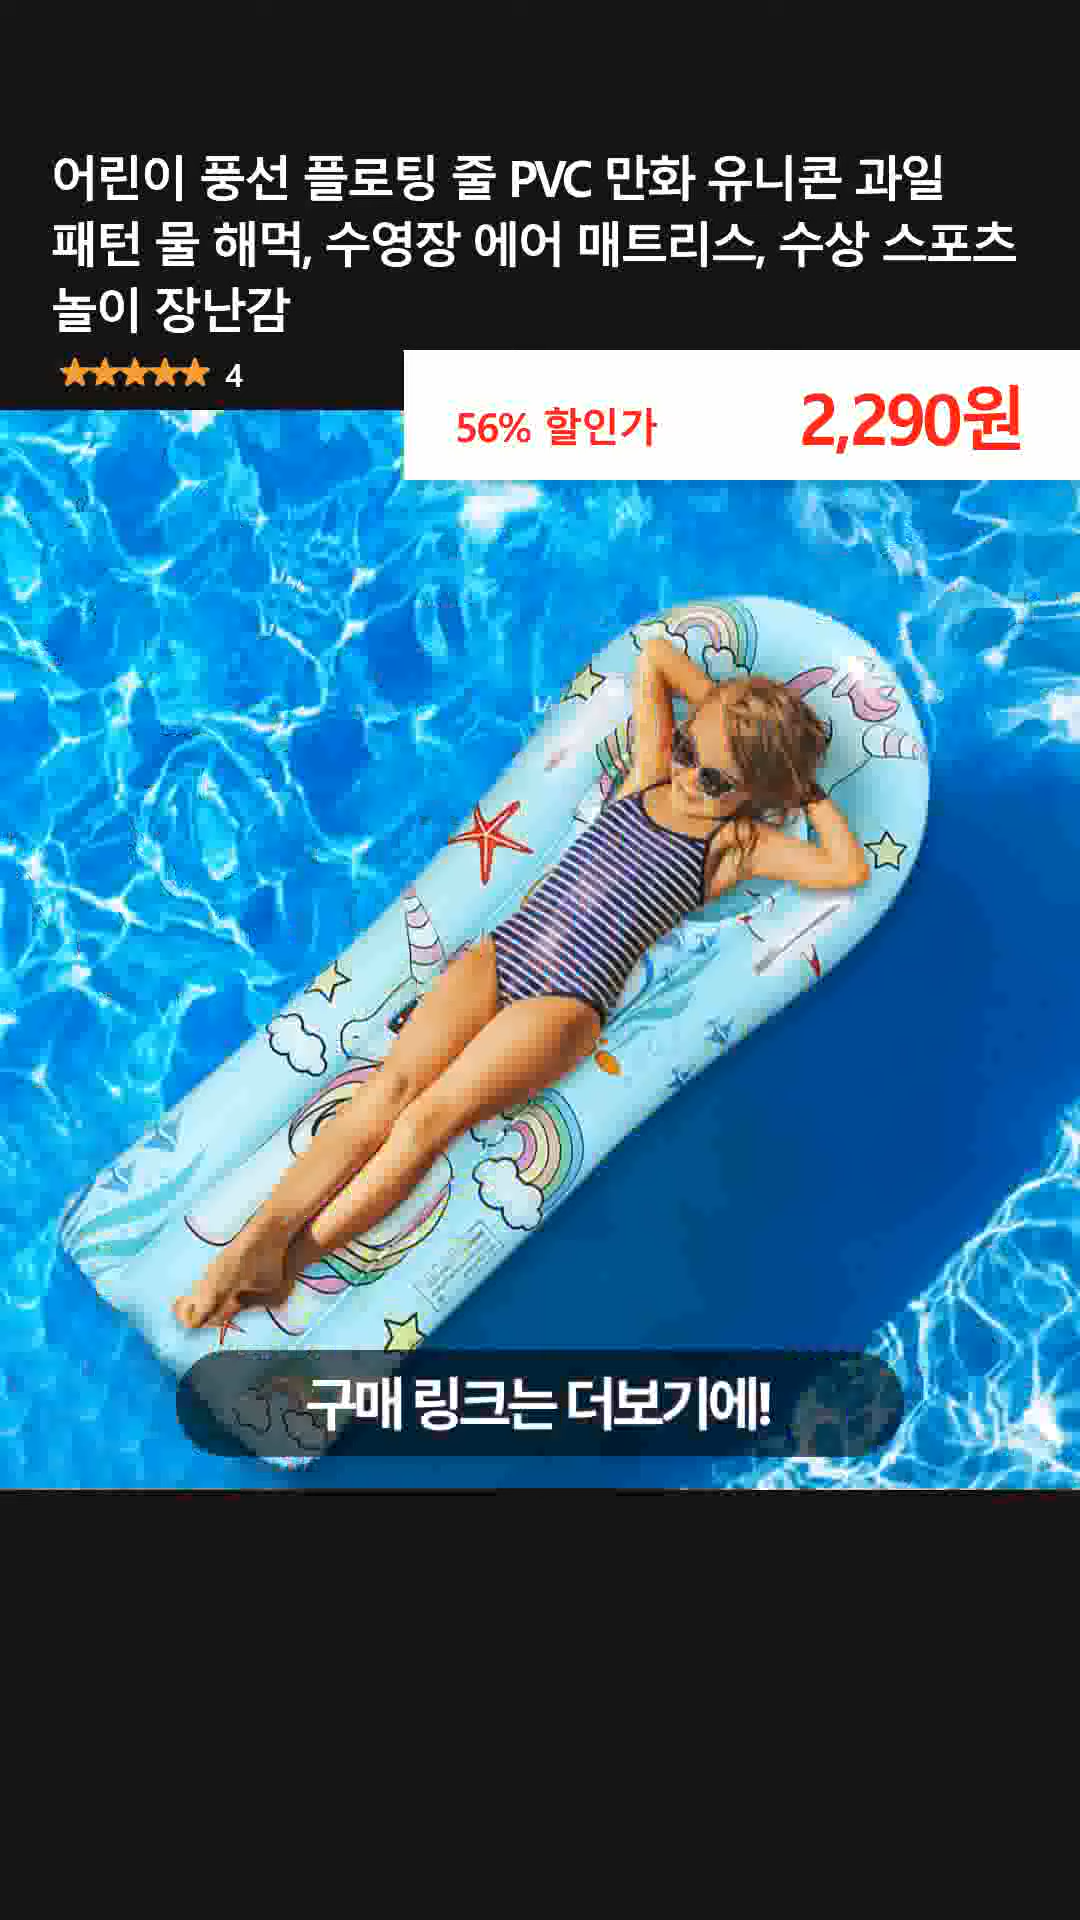 어린이 풍선 플로팅 줄 PVC 만화 유니콘 과일
패턴 물 해먹, 수영장 에어 매트리스, 수상 스포츠
놀이 장난감
4
56% 할인가
2,290원
구매 링크는 더보기에!